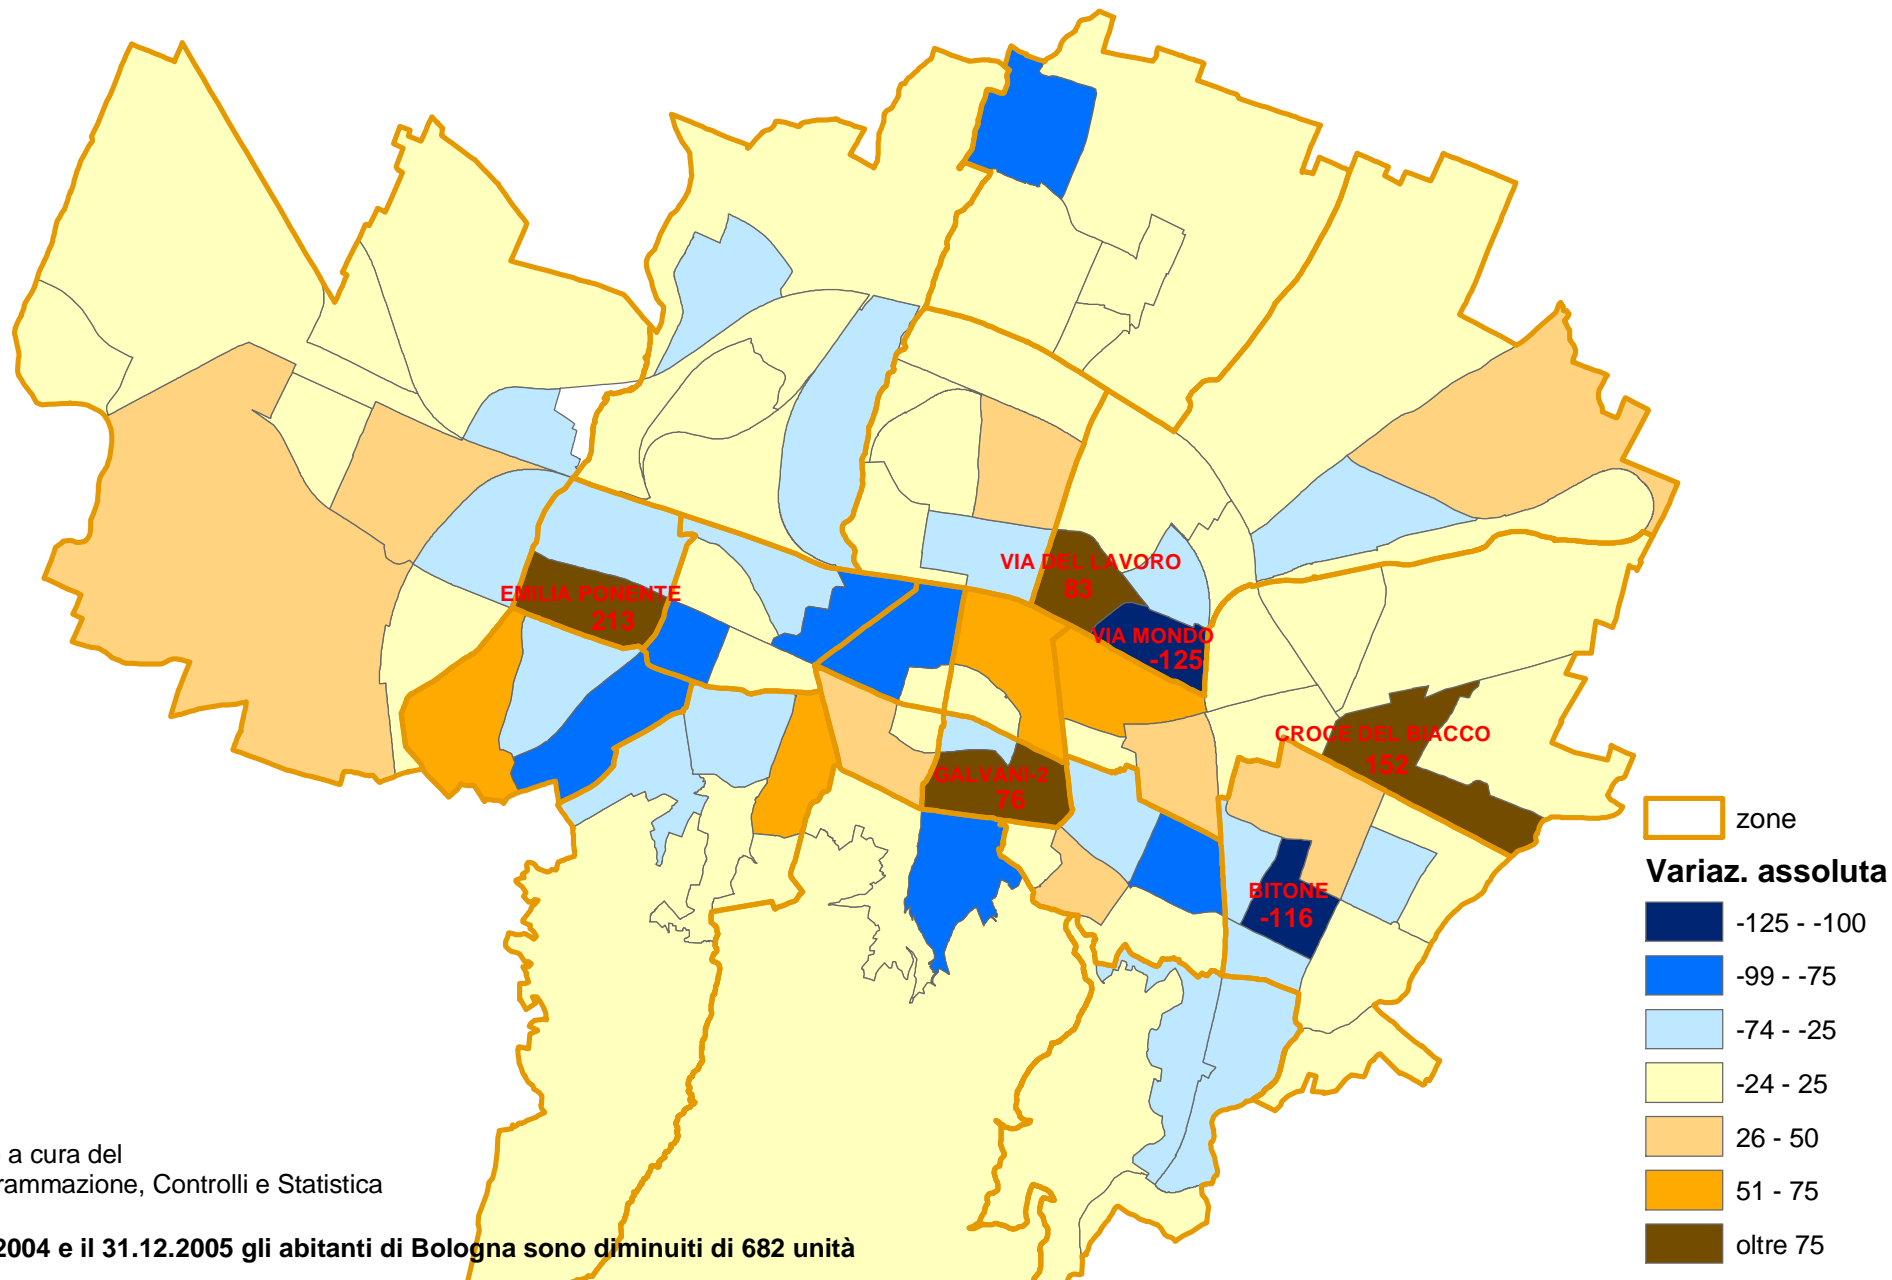 VIA DEL LAVORO
83
EMILIA PONENTE
213
VIA MONDO
-125
CROCE DEL BIACCO
152
GALVANI-2
76
BITONE
-116
zone
Variaz. assoluta
-125 - -100
-99 - -75
-74 - -25
-24 - 25
26 - 50
51 - 75
oltre 75
a cura del
rammazione, Controlli e Statistica
2004 e il 31.12.2005 gli abitanti di Bologna sono diminuiti di 682 unità